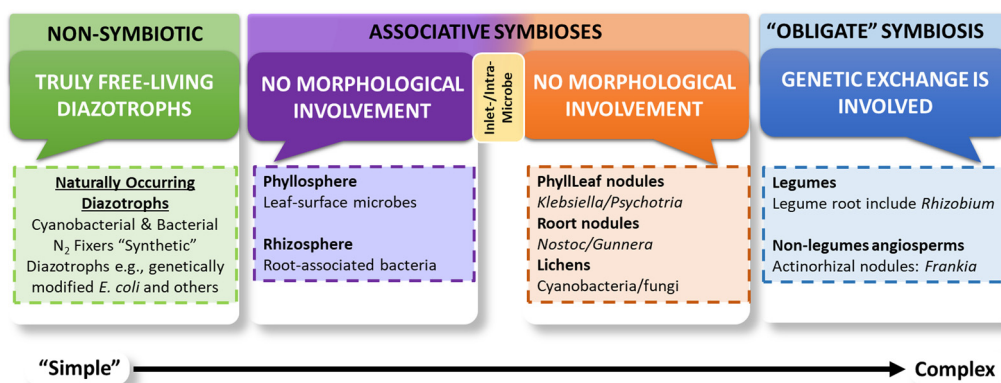 NON-SYMBIOTIC
TRULY FREE-LIVING
DIAZOTROPHS
Naturally Occurring
Diazotrophs
Cyanobacterial & Bacterial
N₂ Fixers “Synthetic”
Diazotrophs e.g., genetically
modified E. coli and others
ASSOCIATIVE SYMBIOSES
NO MORPHOLOGICAL
INVOLVEMENT
Phyllosphere
Leaf-surface microbes
Rhizosphere
Root-associated bacteria
Inlet-/Intra-
Microbe
NO MORPHOLOGICAL
INVOLVEMENT
PhyllLeaf nodules
Klebsiella/Psychotria
Roort nodules
Nostoc/Gunnera
Lichens
Cyanobacteria/fungi
“OBLIGATE” SYMBIOSIS
GENETIC EXCHANGE IS
INVOLVED
Legumes
Legume root include Rhizobium
Non-legumes angiosperms
Actinorhizal nodules: Frankia
“Simple”
Complex